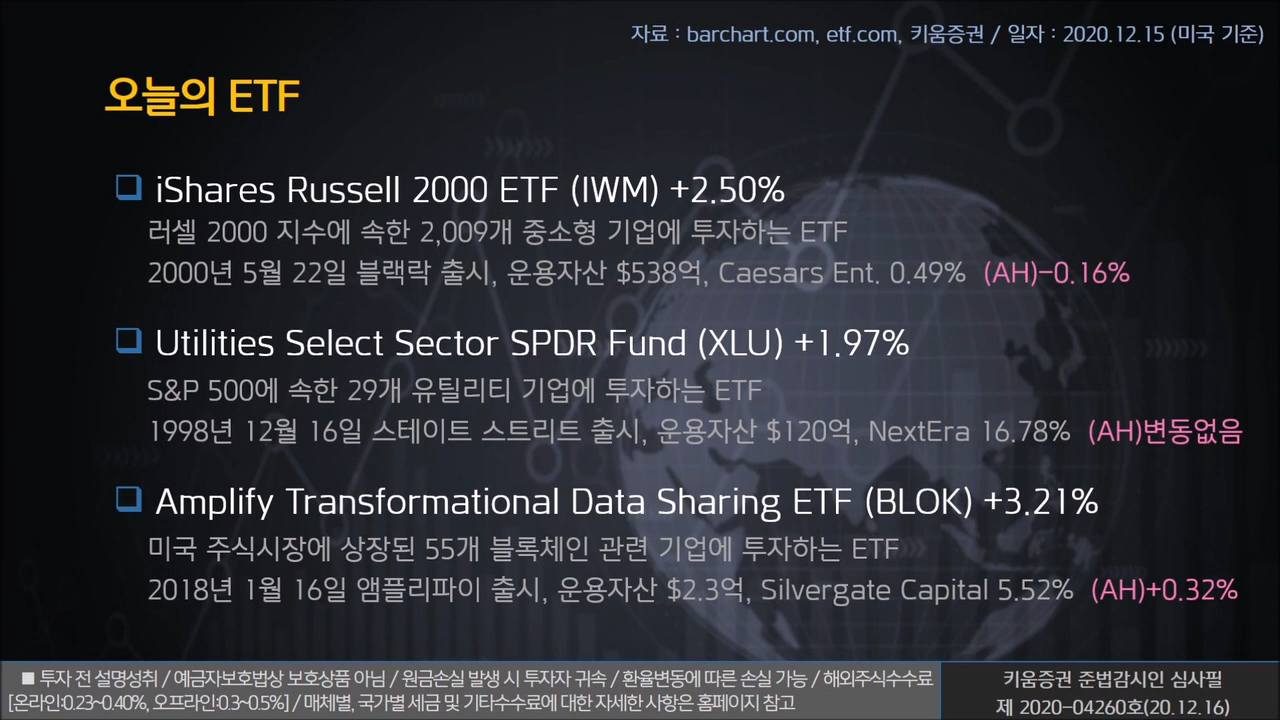 자료 : barchart.com, etf.com, 키움증권 / 일자 : 2020.12.15 (미국 기준)
오늘의 ETF
❑ iShares Russell 2000 ETF (IWM) +2.50%
러셀 2000 지수에 속한 2,009개 중소형 기업에 투자하는 ETF
2000년 5월 22일 블랙락 출시, 운용자산 $538억, Caesars Ent. 0.49% (AH)-0.16%
❑ Utilities Select Sector SPDR Fund (XLU) +1.97%
S&P 500에 속한 29개 유틸리티 기업에 투자하는 ETF
1998년 12월 16일 스테이트 스트리트 출시, 운용자산 $120억, NextEra 16.78% (AH)변동없음
❑ Amplify Transformational Data Sharing ETF (BLOK) +3.21%
미국 주식시장에 상장된 55개 블록체인 관련 기업에 투자하는 ETF
2018년 1월 16일 앰플리파이 출시, 운용자산 $2.3억, Silvergate Capital 5.52% (AH)+0.32%
■ 투자 전 설명성취 / 예금자보호법상 보호상품 아님 / 원금손실 발생 시 투자자 귀속 / 환율변동에 따른 손실 가능 / 해외주식수수료
[온라인:0.23~0.40%, 오프라인:0.3~0.5%] / 매체별, 국가별 세금 및 기타수수료에 대한 자세한 사항은 홈페이지 참고
키움증권 준법감시인 심사필
제 2020-04260호(20.12.16)